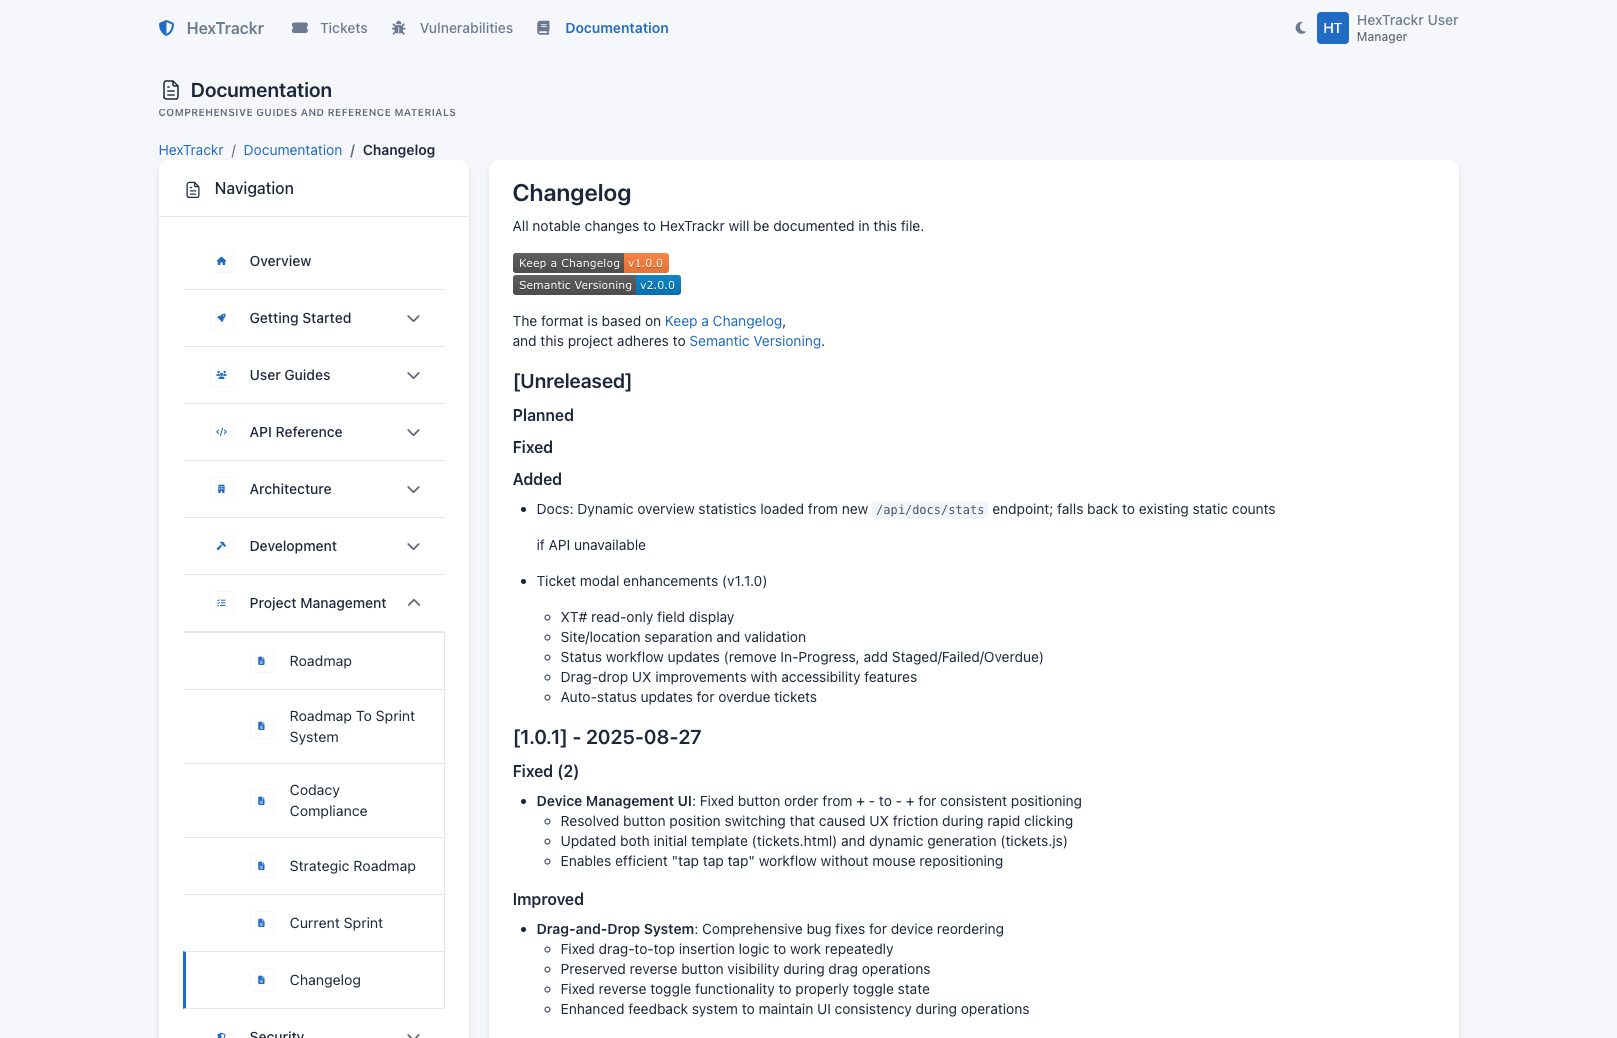 HexTrackr
Tickets
Vulnerabilities
Documentation
HT
HexTrackr User
Manager
Documentation
COMPREHENSIVE GUIDES AND REFERENCE MATERIALS
HexTrackr / Documentation / Changelog
Navigation
Overview
Getting Started
User Guides
API Reference
Architecture
Development
Project Management
Roadmap
Roadmap To Sprint
System
Codacy
Compliance
Strategic Roadmap
Current Sprint
Changelog
Security
Changelog
All notable changes to HexTrackr will be documented in this file.
Keep a Changelog v1.0.0
Semantic Versioning v2.0.0
The format is based on Keep a Changelog,
and this project adheres to Semantic Versioning.
[Unreleased]
Planned
Fixed
Added
Docs: Dynamic overview statistics loaded from new /api/docs/stats endpoint; falls back to existing static counts
if API unavailable
Ticket modal enhancements (v1.1.0)
XT# read-only field display
Site/location separation and validation
Status workflow updates (remove In-Progress, add Staged/Failed/Overdue)
Drag-drop UX improvements with accessibility features
Auto-status updates for overdue tickets
[1.0.1] - 2025-08-27
Fixed (2)
Device Management UI: Fixed button order from + - to - + for consistent positioning
Resolved button position switching that caused UX friction during rapid clicking
Updated both initial template (tickets.html) and dynamic generation (tickets.js)
Enables efficient "tap tap tap" workflow without mouse repositioning
Improved
Drag-and-Drop System: Comprehensive bug fixes for device reordering
Fixed drag-to-top insertion logic to work repeatedly
Preserved reverse button visibility during drag operations
Fixed reverse toggle functionality to properly toggle state
Enhanced feedback system to maintain UI consistency during operations